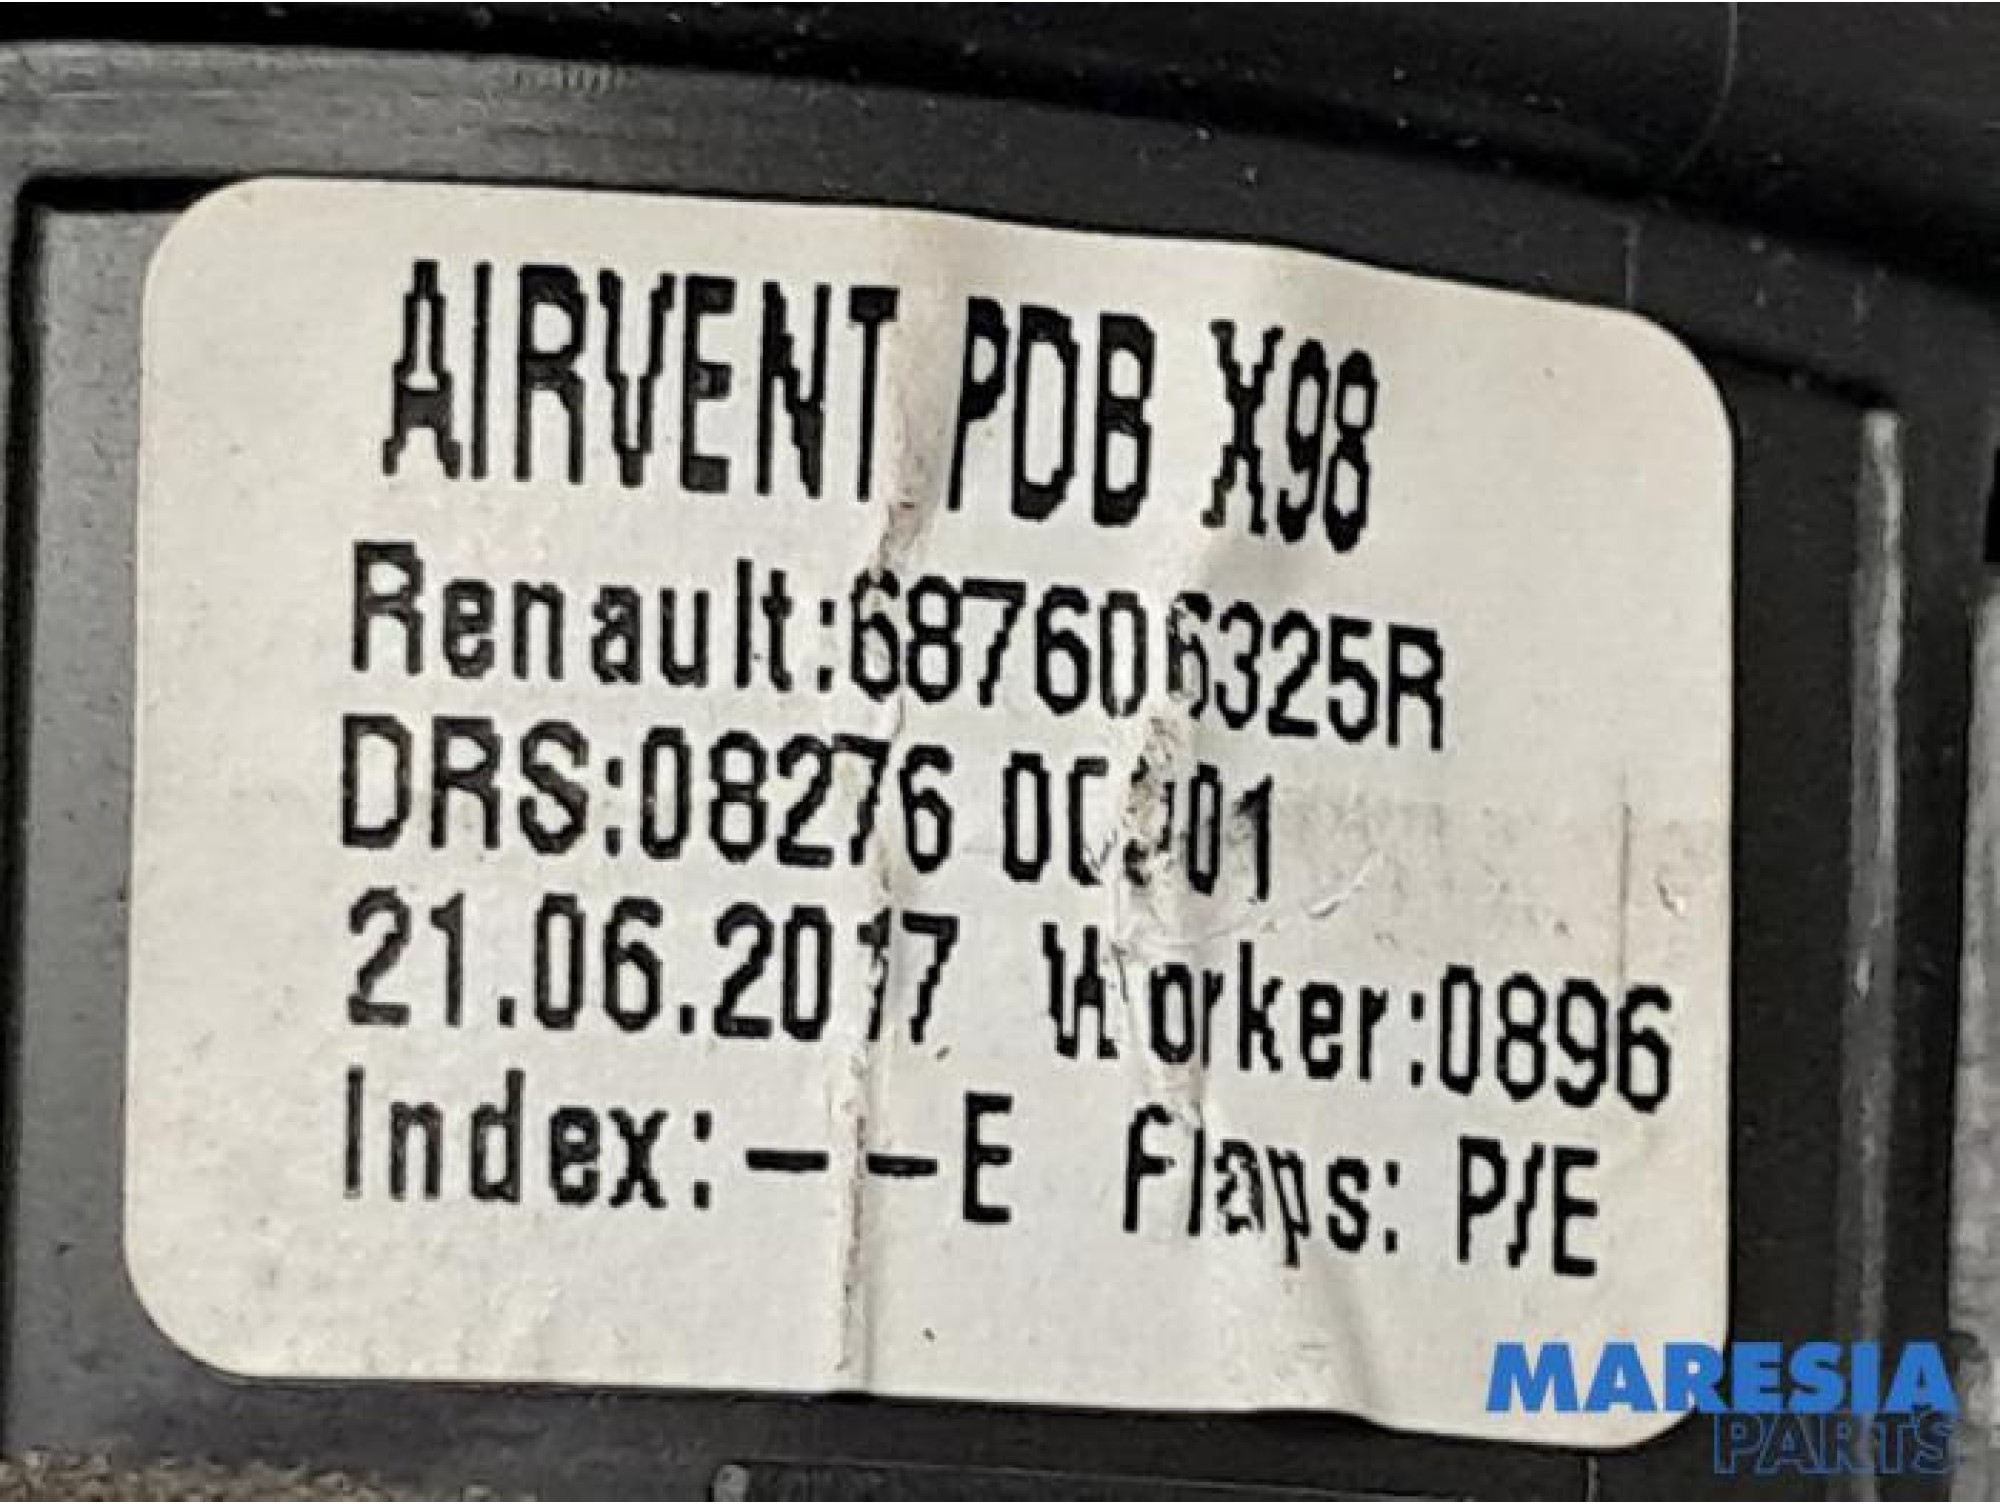 AIRVENT PDB X98
Renault:687606325R
DRS:08276
21.06.2017 Worker:0896
Index:--E Flaps: P/E
MARESIA
PARTS